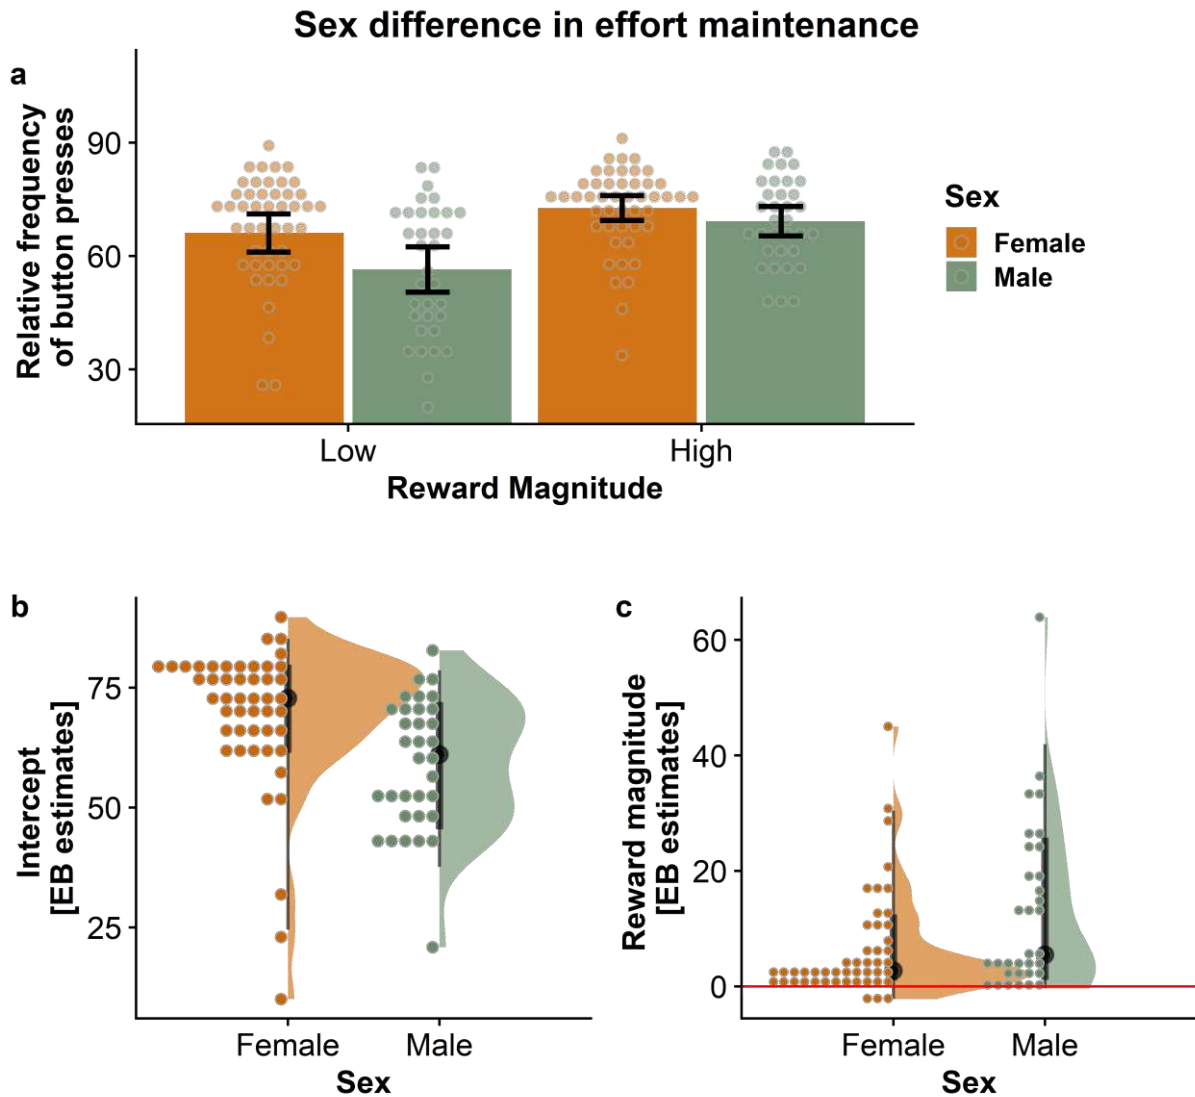 Sex difference in effort maintenance
a
Relative frequency
of button presses
90
60
30
Low
High
Reward Magnitude
Sex
Female
Male
b
Intercept
[EB estimates]
75
50
25
Female
Male
Sex
c
Reward magnitude
[EB estimates]
60
40
20
0
Female
Male
Sex